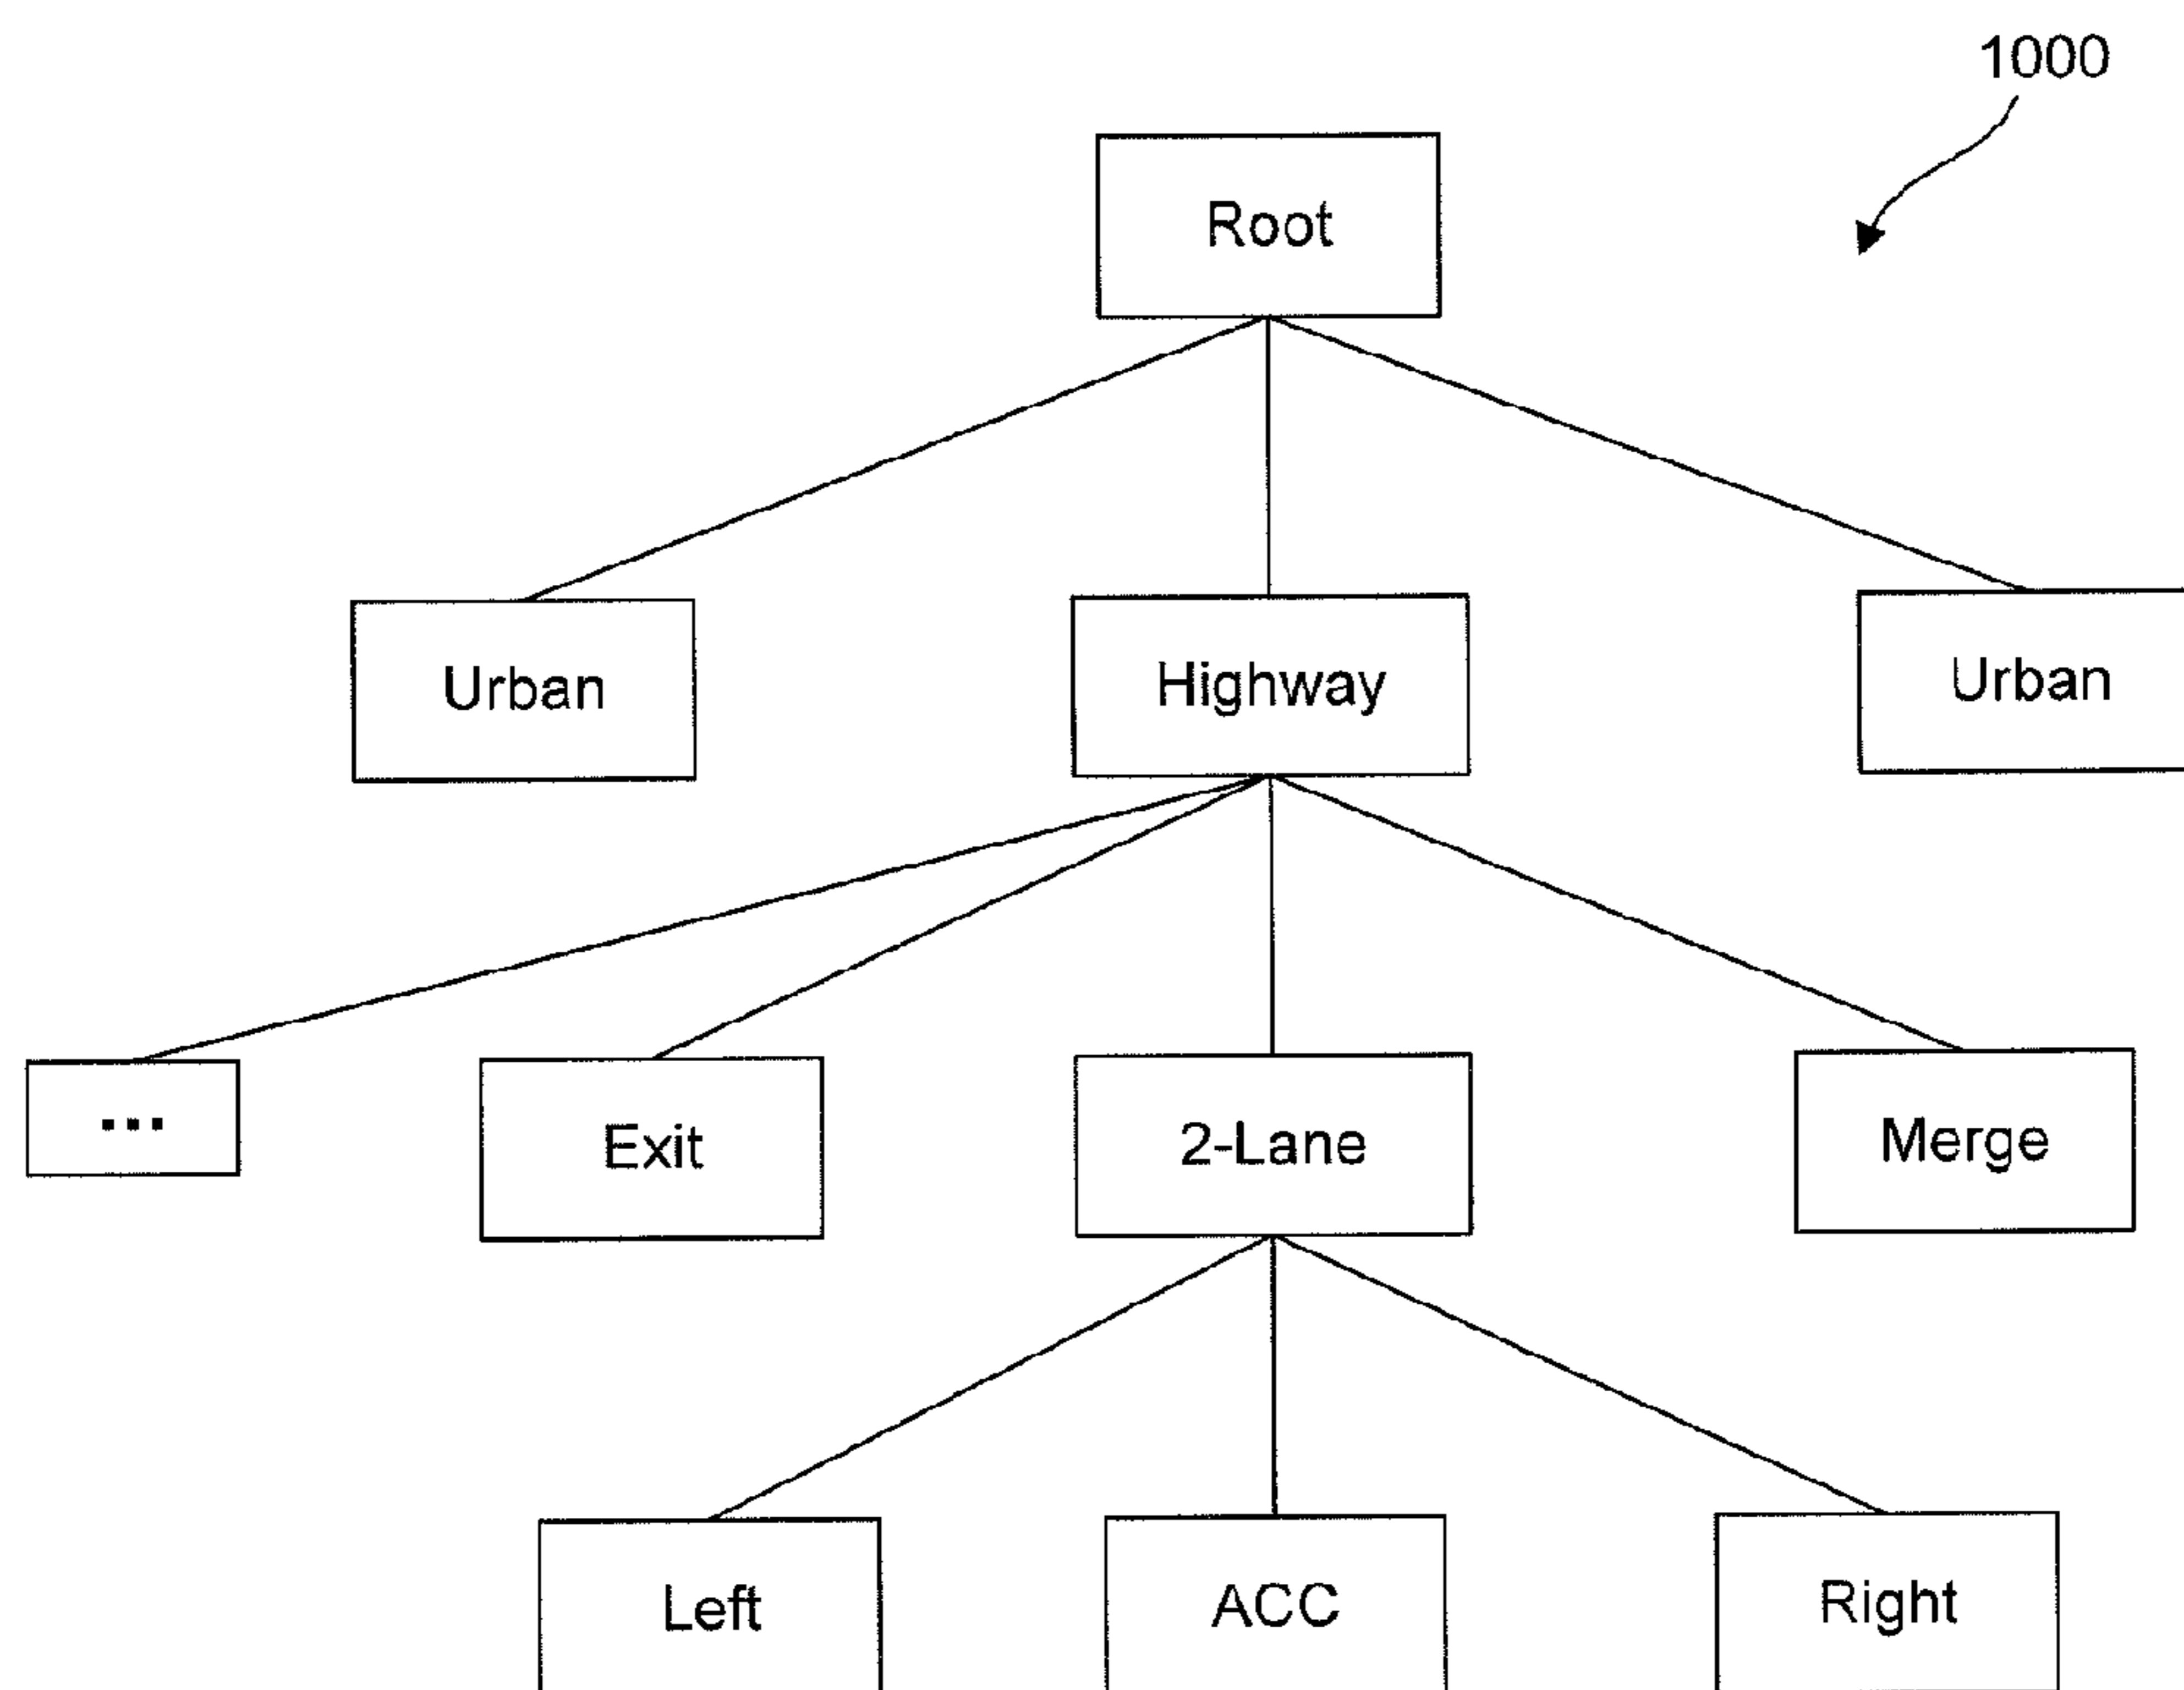 1000
Root
Urban
Highway
Urban
...
Exit
2-Lane
Merge
Left
ACC
Right